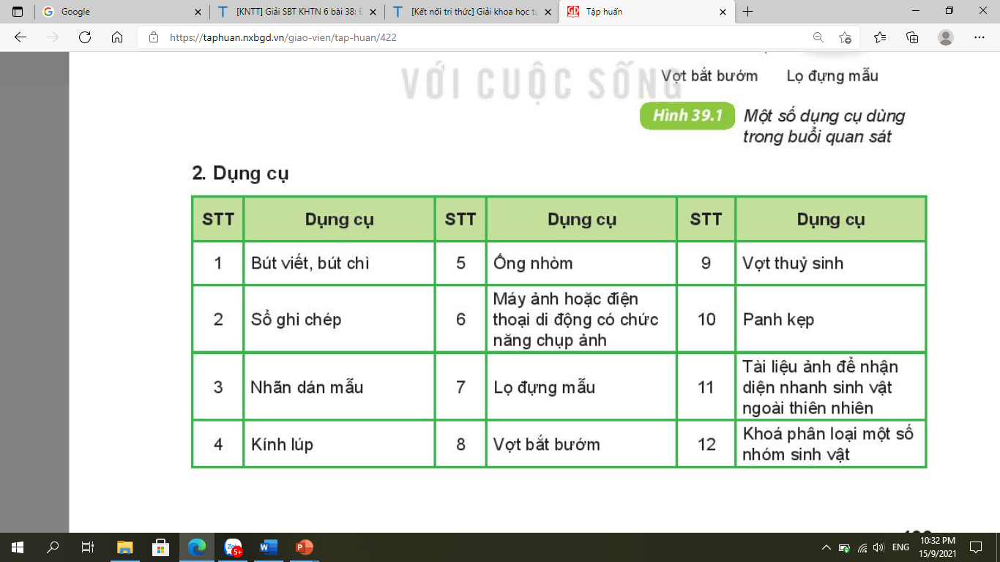 Google
[KNTT] Giải SBT KHTN 6 bài 38: Đ
[Kết nối tri thức] Giải khoa học tư
Tập huấn
https://taphuan.nxbgd.vn/giao-vien/tap-huan/422
VỚI CUỘC SỐNG
Vợt bắt bướm Lọ đựng mẫu
Hình 39.1 Một số dụng cụ dùng
trong buổi quan sát
2. Dụng cụ
STT Dụng cụ STT Dụng cụ STT Dụng cụ
1 Bút viết, bút chì 5 Ống nhòm 9 Vợt thuỷ sinh
2 Sổ ghi chép 6 Máy ảnh hoặc điện
thoại di động có chức
năng chụp ảnh
10 Panh kẹp
3 Nhãn dán mẫu 7 Lọ đựng mẫu 11 Tài liệu ảnh để nhận
diện nhanh sinh vật
ngoài thiên nhiên
4 Kính lúp 8 Vợt bắt bướm 12 Khoá phân loại một số
nhóm sinh vật
5+
ENG
10:32 PM
15/9/2021